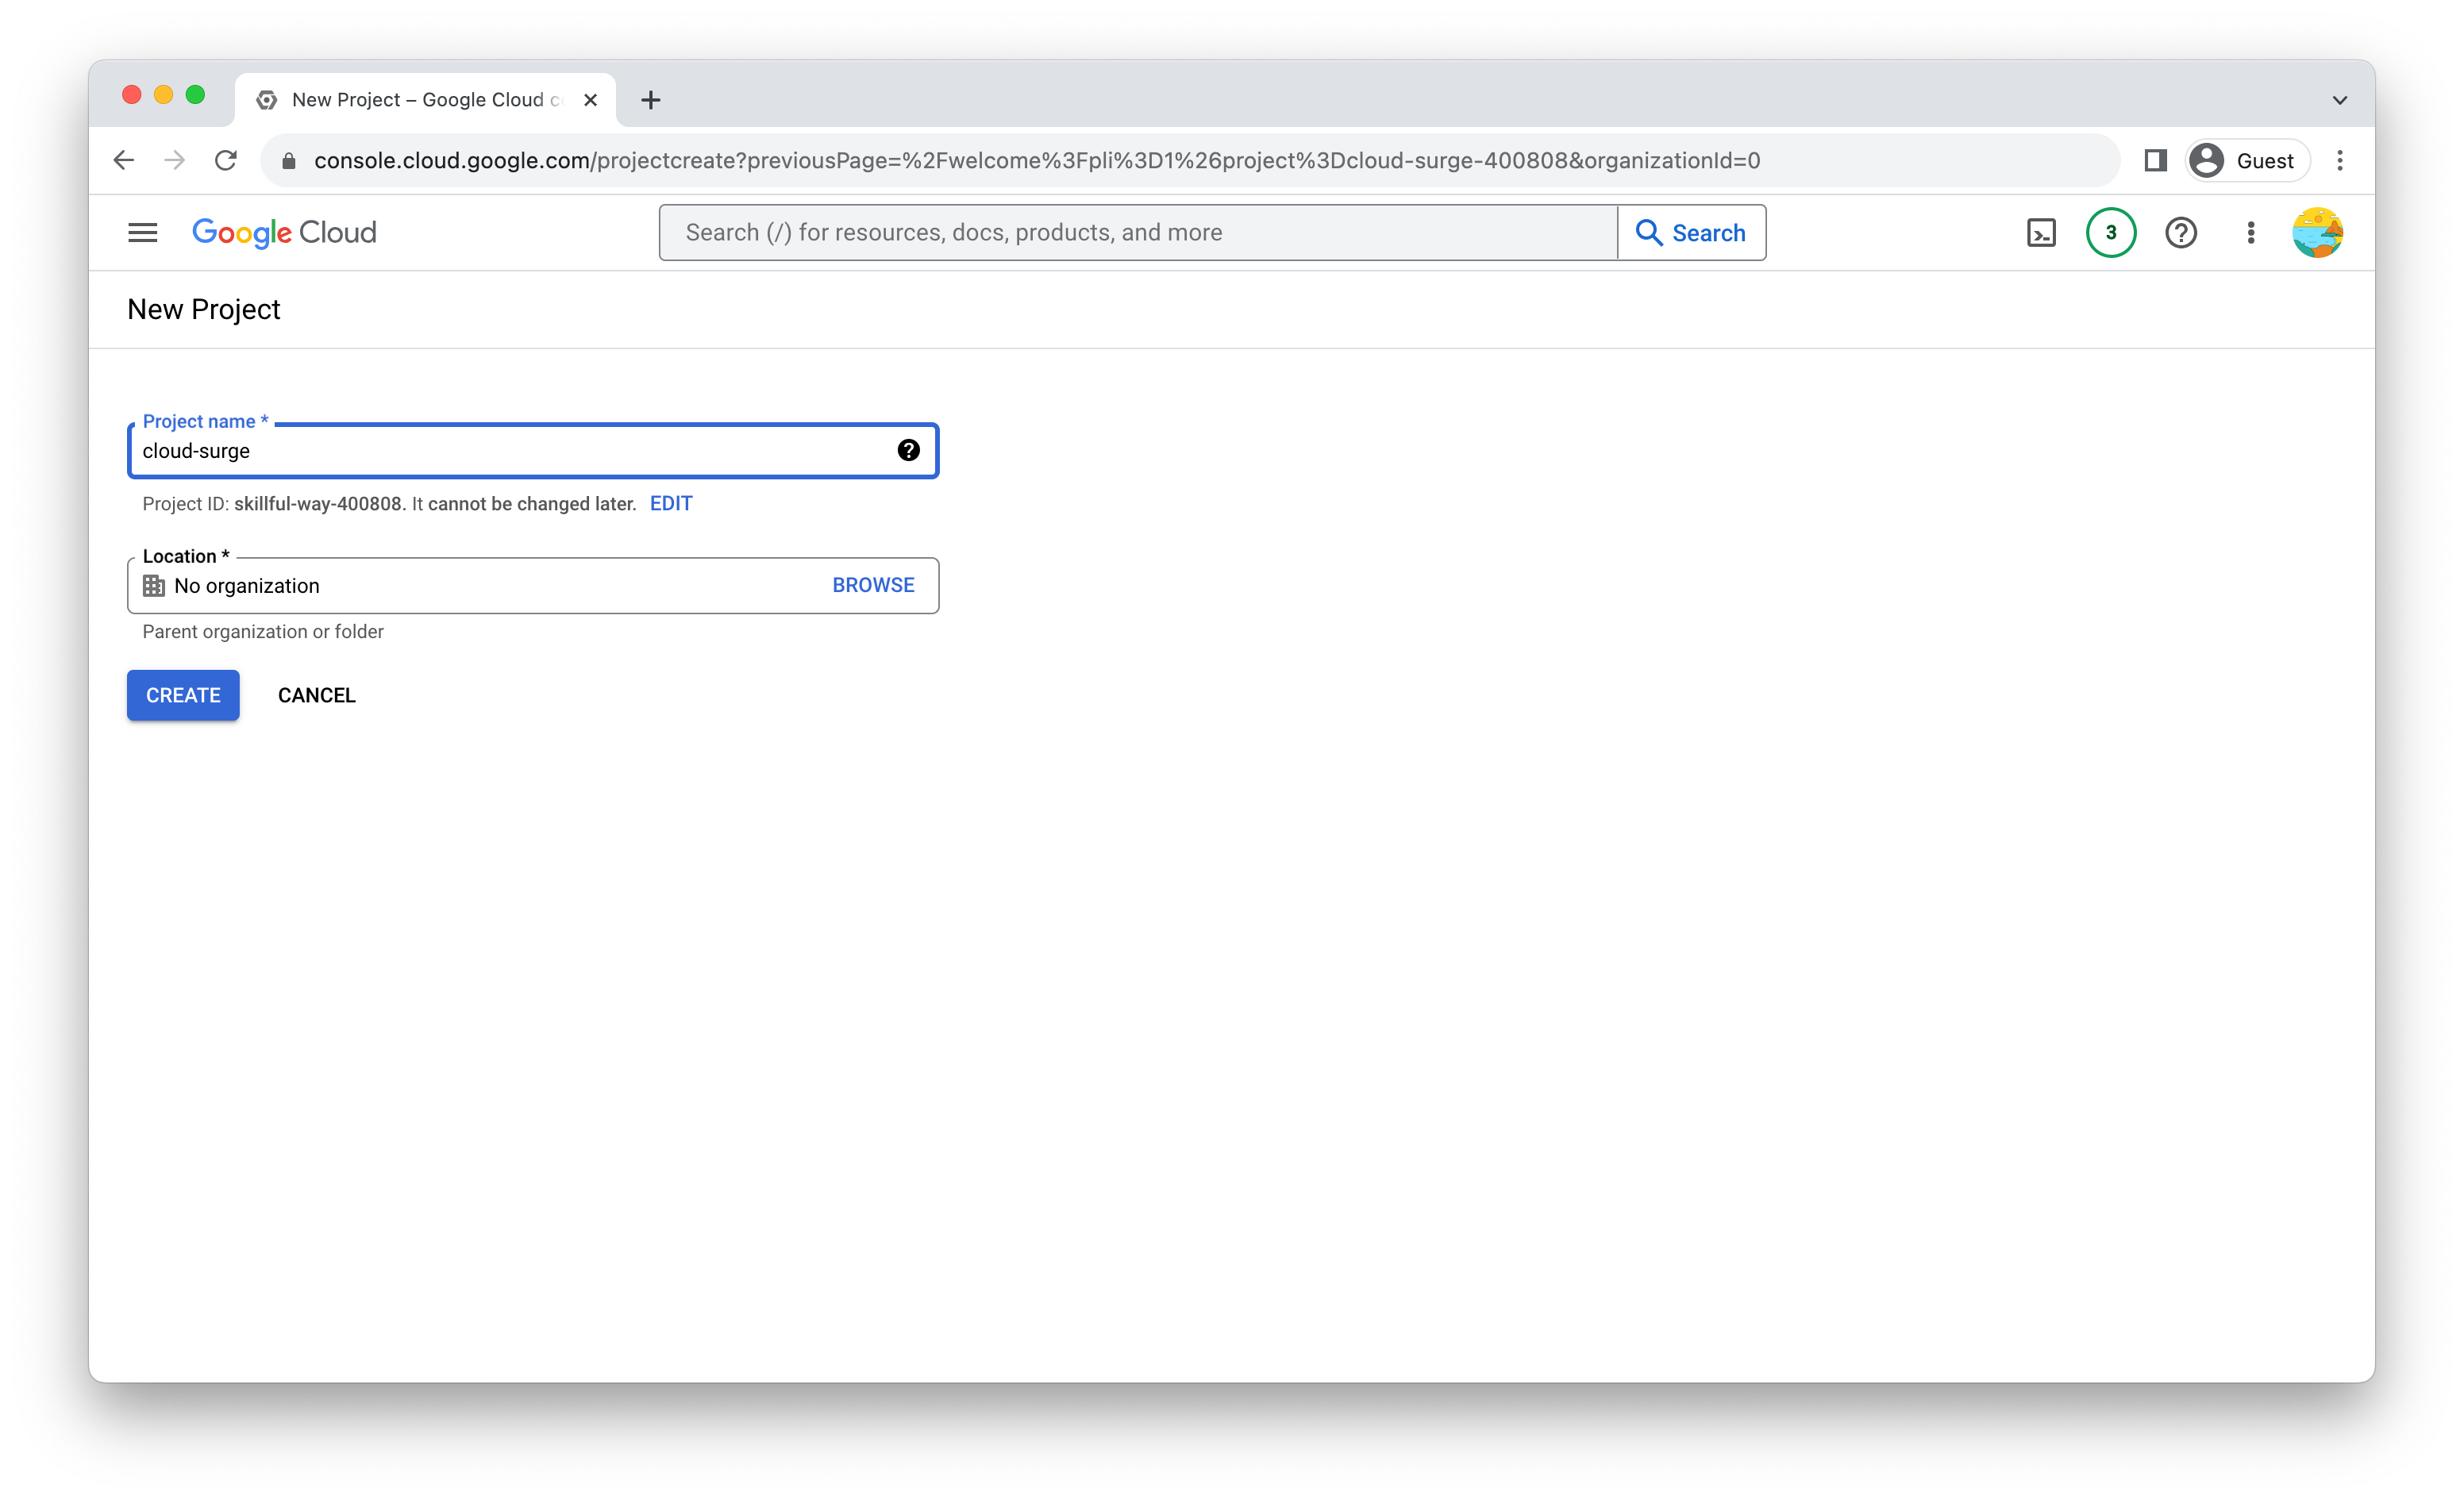 New Project – Google Cloud
console.cloud.google.com/projectcreate?previousPage=%2Fwelcome%3Fpli%3D1%26project%3Dcloud-surge-400808&organizationId=0
Guest
Google Cloud
Search (/) for resources, docs, products, and more
Search
3
New Project
Project name *
cloud-surge
Project ID: skillful-way-400808. It cannot be changed later. EDIT
Location *
No organization
BROWSE
Parent organization or folder
CREATE
CANCEL